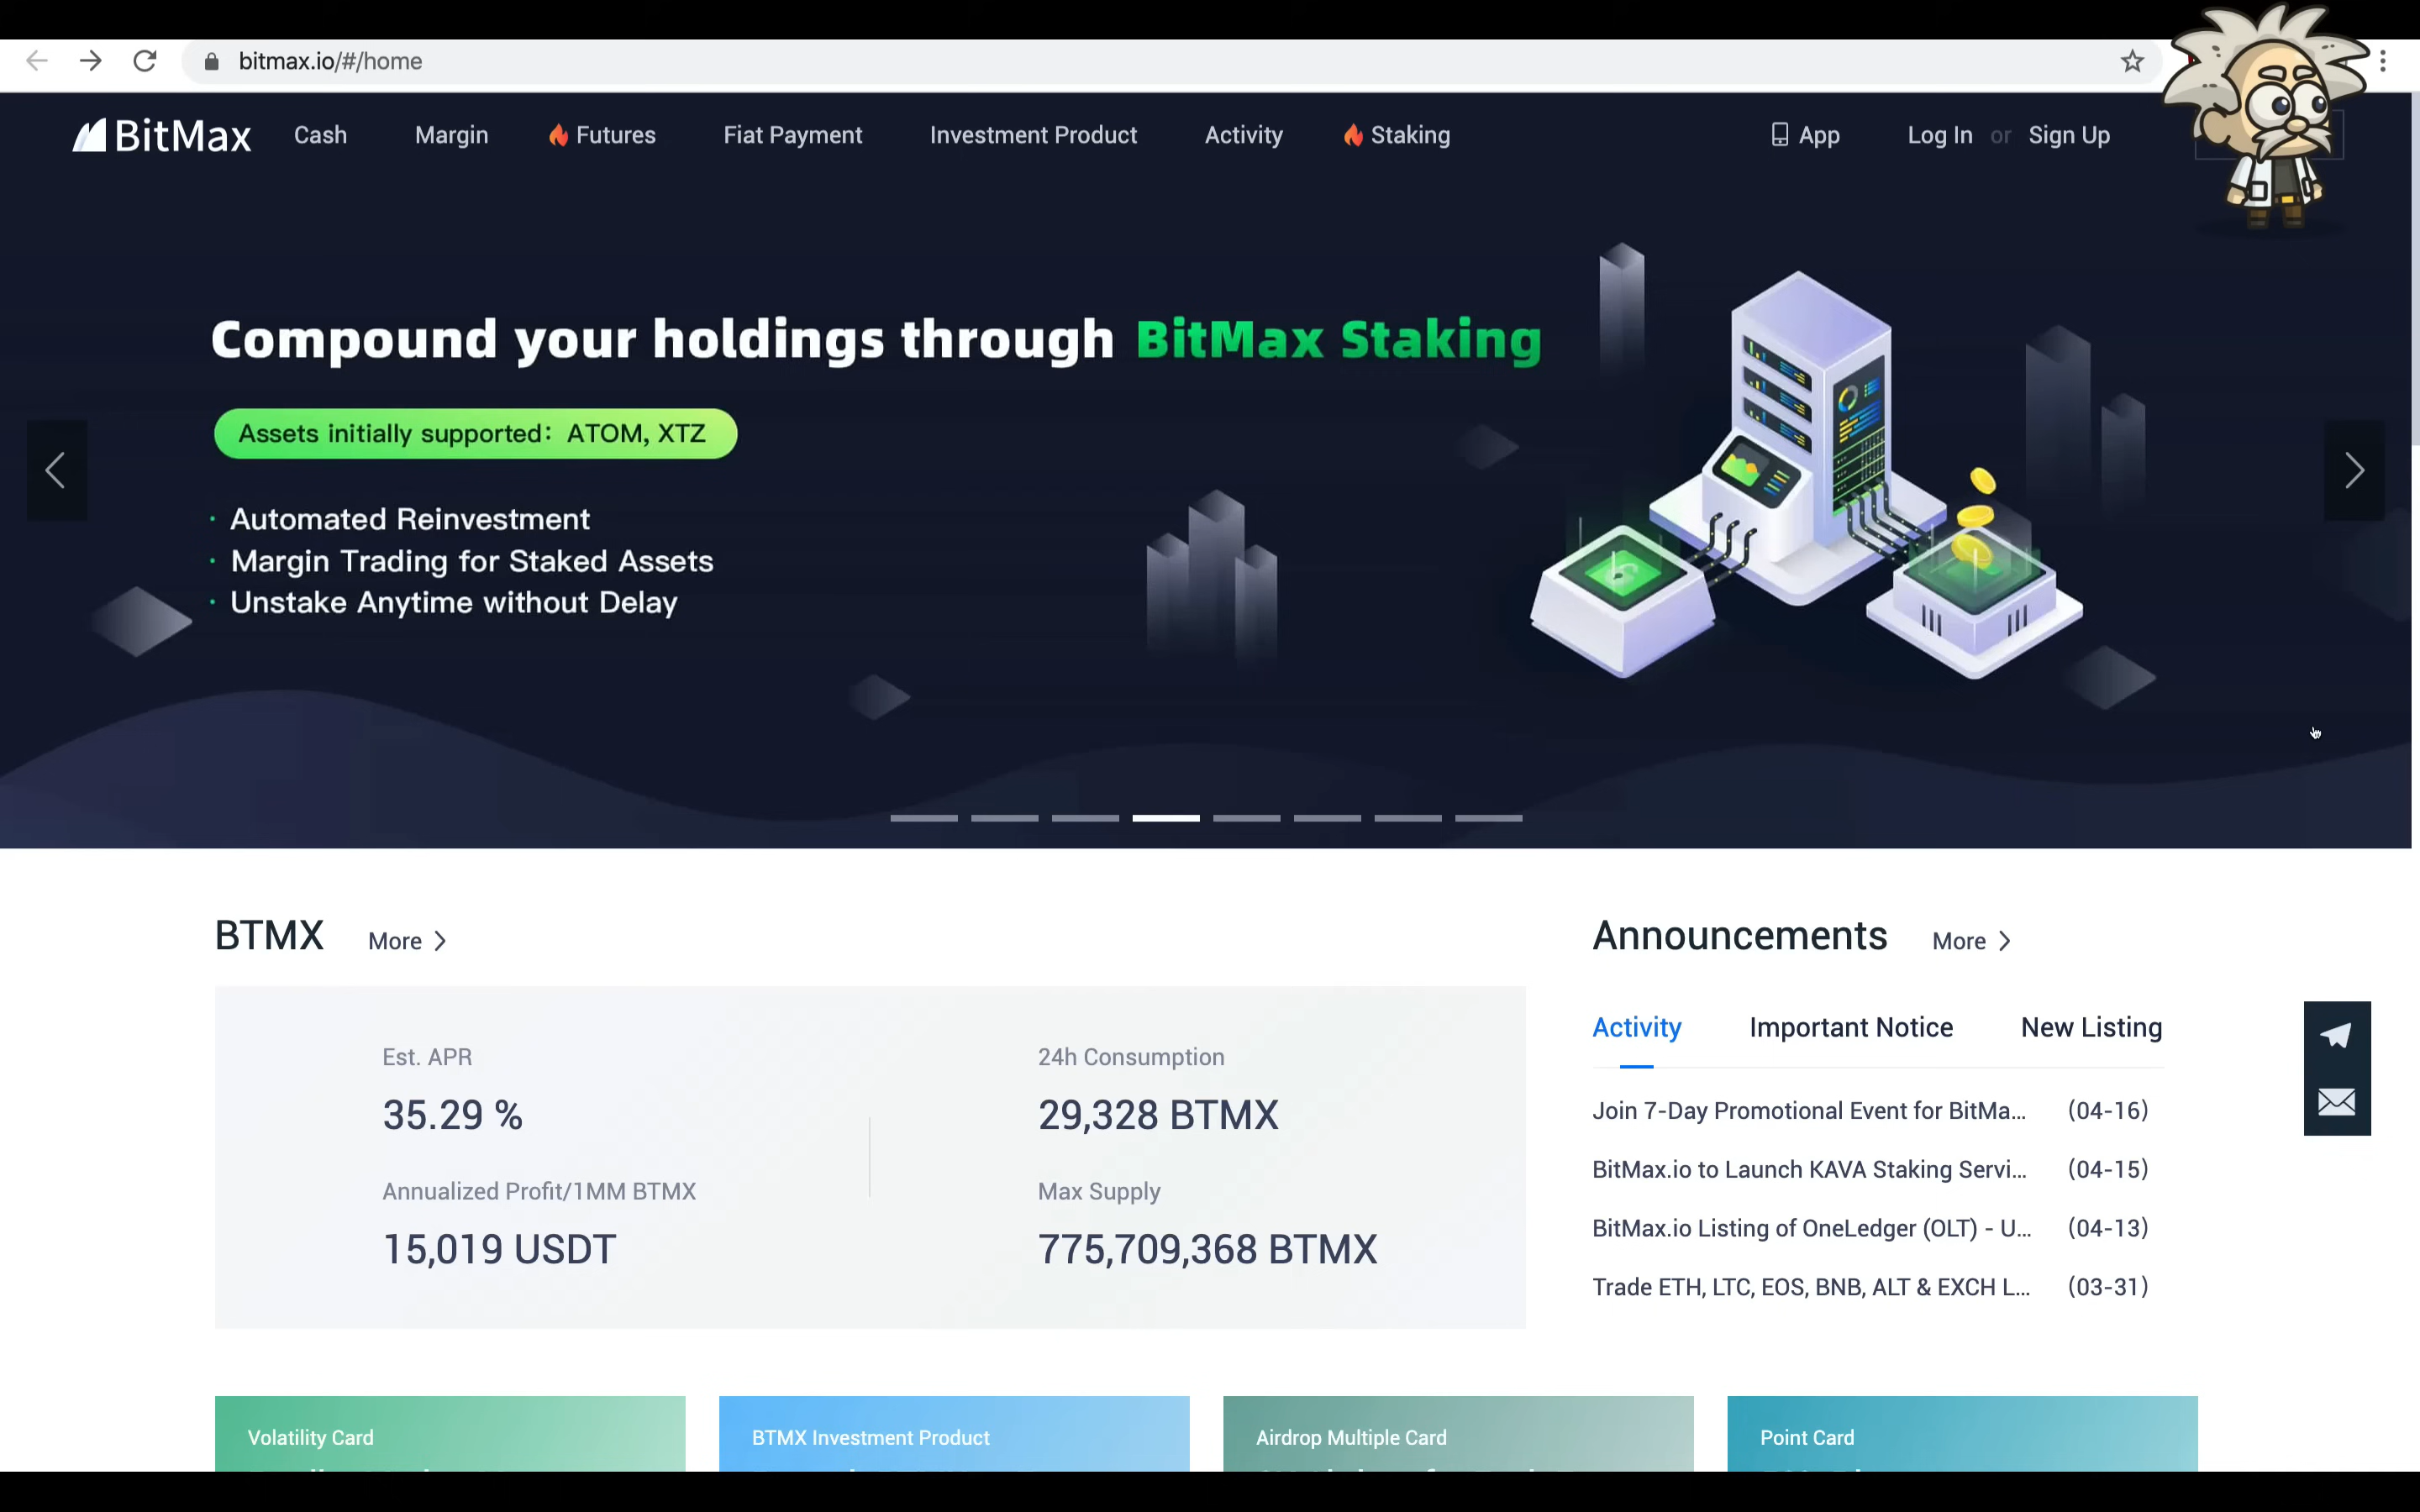 bitmax.io/#/home
BitMax Cash Margin Futures Fiat Payment Investment Product Activity Staking App Log In or Sign Up
Compound your holdings through BitMax Staking
Assets initially supported: ATOM, XTZ
· Automated Reinvestment
· Margin Trading for Staked Assets
· Unstake Anytime without Delay
BTMX More
Est. APR
35.29 %
24h Consumption
29,328 BTMX
Annualized Profit/1MM BTMX
15,019 USDT
Max Supply
775,709,368 BTMX
Announcements More
Activity Important Notice New Listing
Join 7-Day Promotional Event for BitMa... (04-16)
BitMax.io to Launch KAVA Staking Servi... (04-15)
BitMax.io Listing of OneLedger (OLT) - U... (04-13)
Trade ETH, LTC, EOS, BNB, ALT & EXCH L... (03-31)
Volatility Card
BTMX Investment Product
Airdrop Multiple Card
Point Card